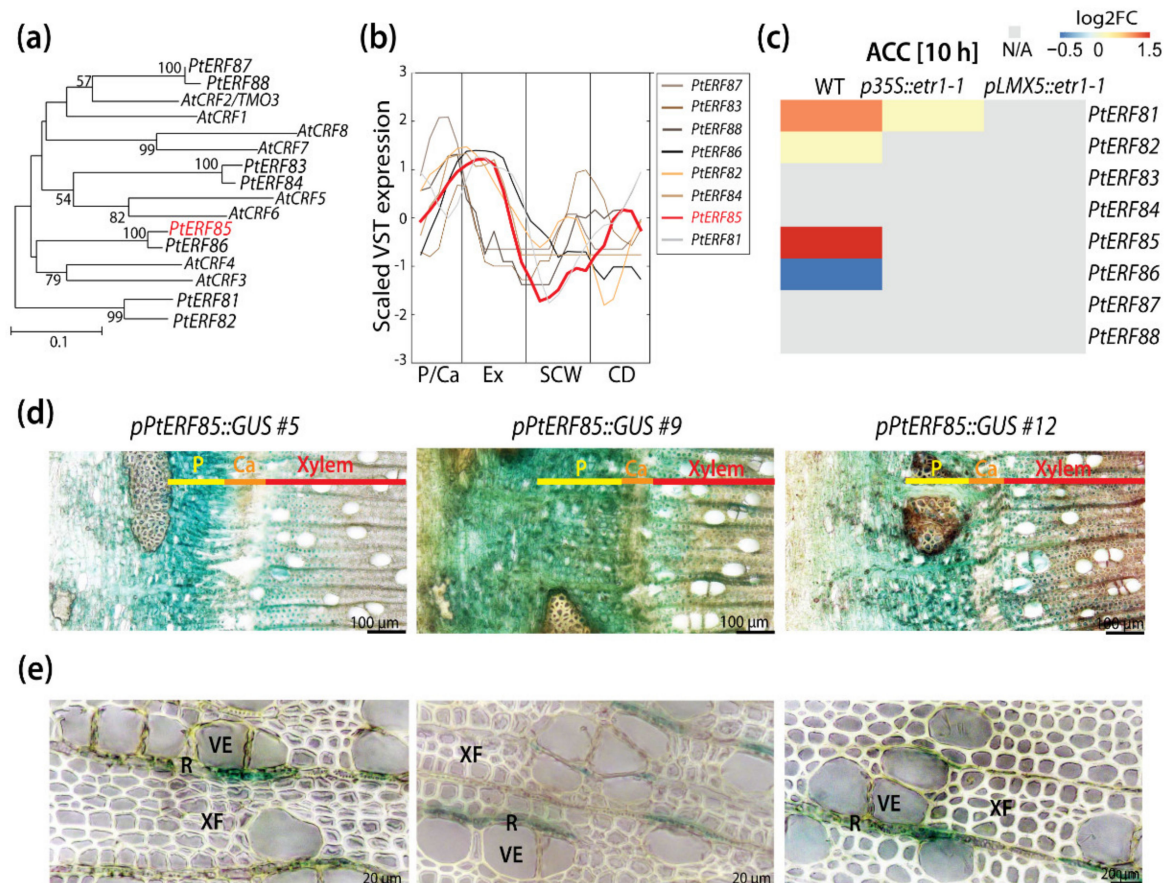 (a)
PtERF87
100
PtERF88
57
AtCRF2/TMO3
AtCRF1
AtCRF8
AtCRF7
99
PtERF83
100
PtERF84
54
AtCRF5
AtCRF6
82
PtERF85
100
PtERF86
AtCRF4
AtCRF3
79
PtERF81
99
PtERF82
0.1
(b)
Scaled VST expression
3
2
1
0
-1
-2
-3
P/Ca Ex SCW CD
PtERF87
PtERF83
PtERF88
PtERF86
PtERF82
PtERF84
PtERF85
PtERF81
(c)
log2FC
N/A
−0.5 0 1.5
ACC [10 h]
WT p35S::etr1-1 pLMX5::etr1-1
PtERF81
PtERF82
PtERF83
PtERF84
PtERF85
PtERF86
PtERF87
PtERF88
(d)
pPtERF85::GUS #5 pPtERF85::GUS #9 pPtERF85::GUS #12
P Ca Xylem
100 µm
P Ca Xylem
100 µm
P Ca Xylem
100 µm
(e)
VE
R
XF
20 µm
XF
R
VE
20 µm
VE
XF
R
20 µm